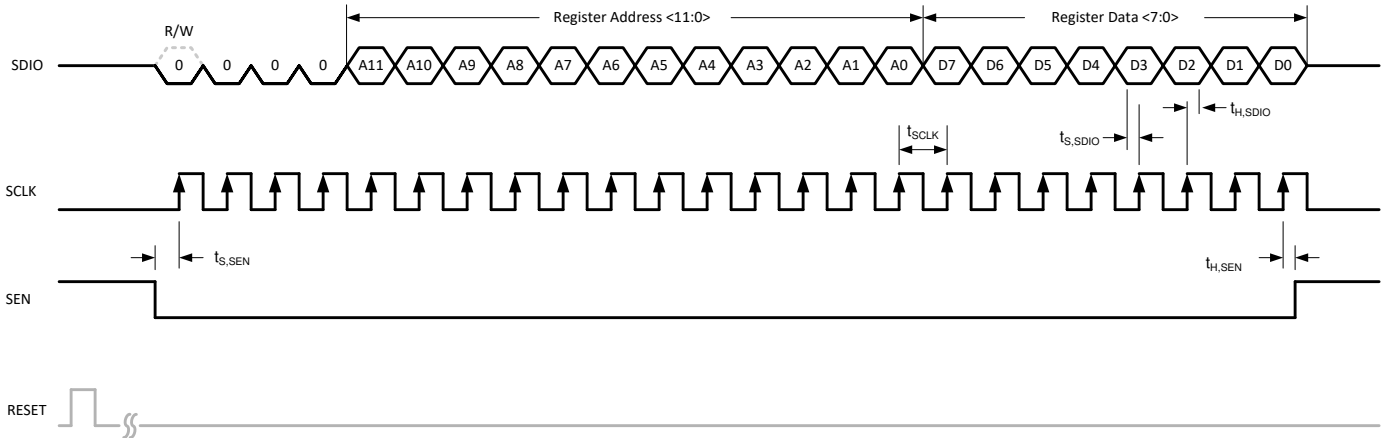 Register Address <11:0>
Register Data <7:0>
R/W
SDIO
0 0 0 0 A11 A10 A9 A8 A7 A6 A5 A4 A3 A2 A1 A0 D7 D6 D5 D4 D3 D2 D1 D0
tH,SDIO
tSCLK
tS,SDIO
SCLK
tS,SEN
tH,SEN
SEN
RESET